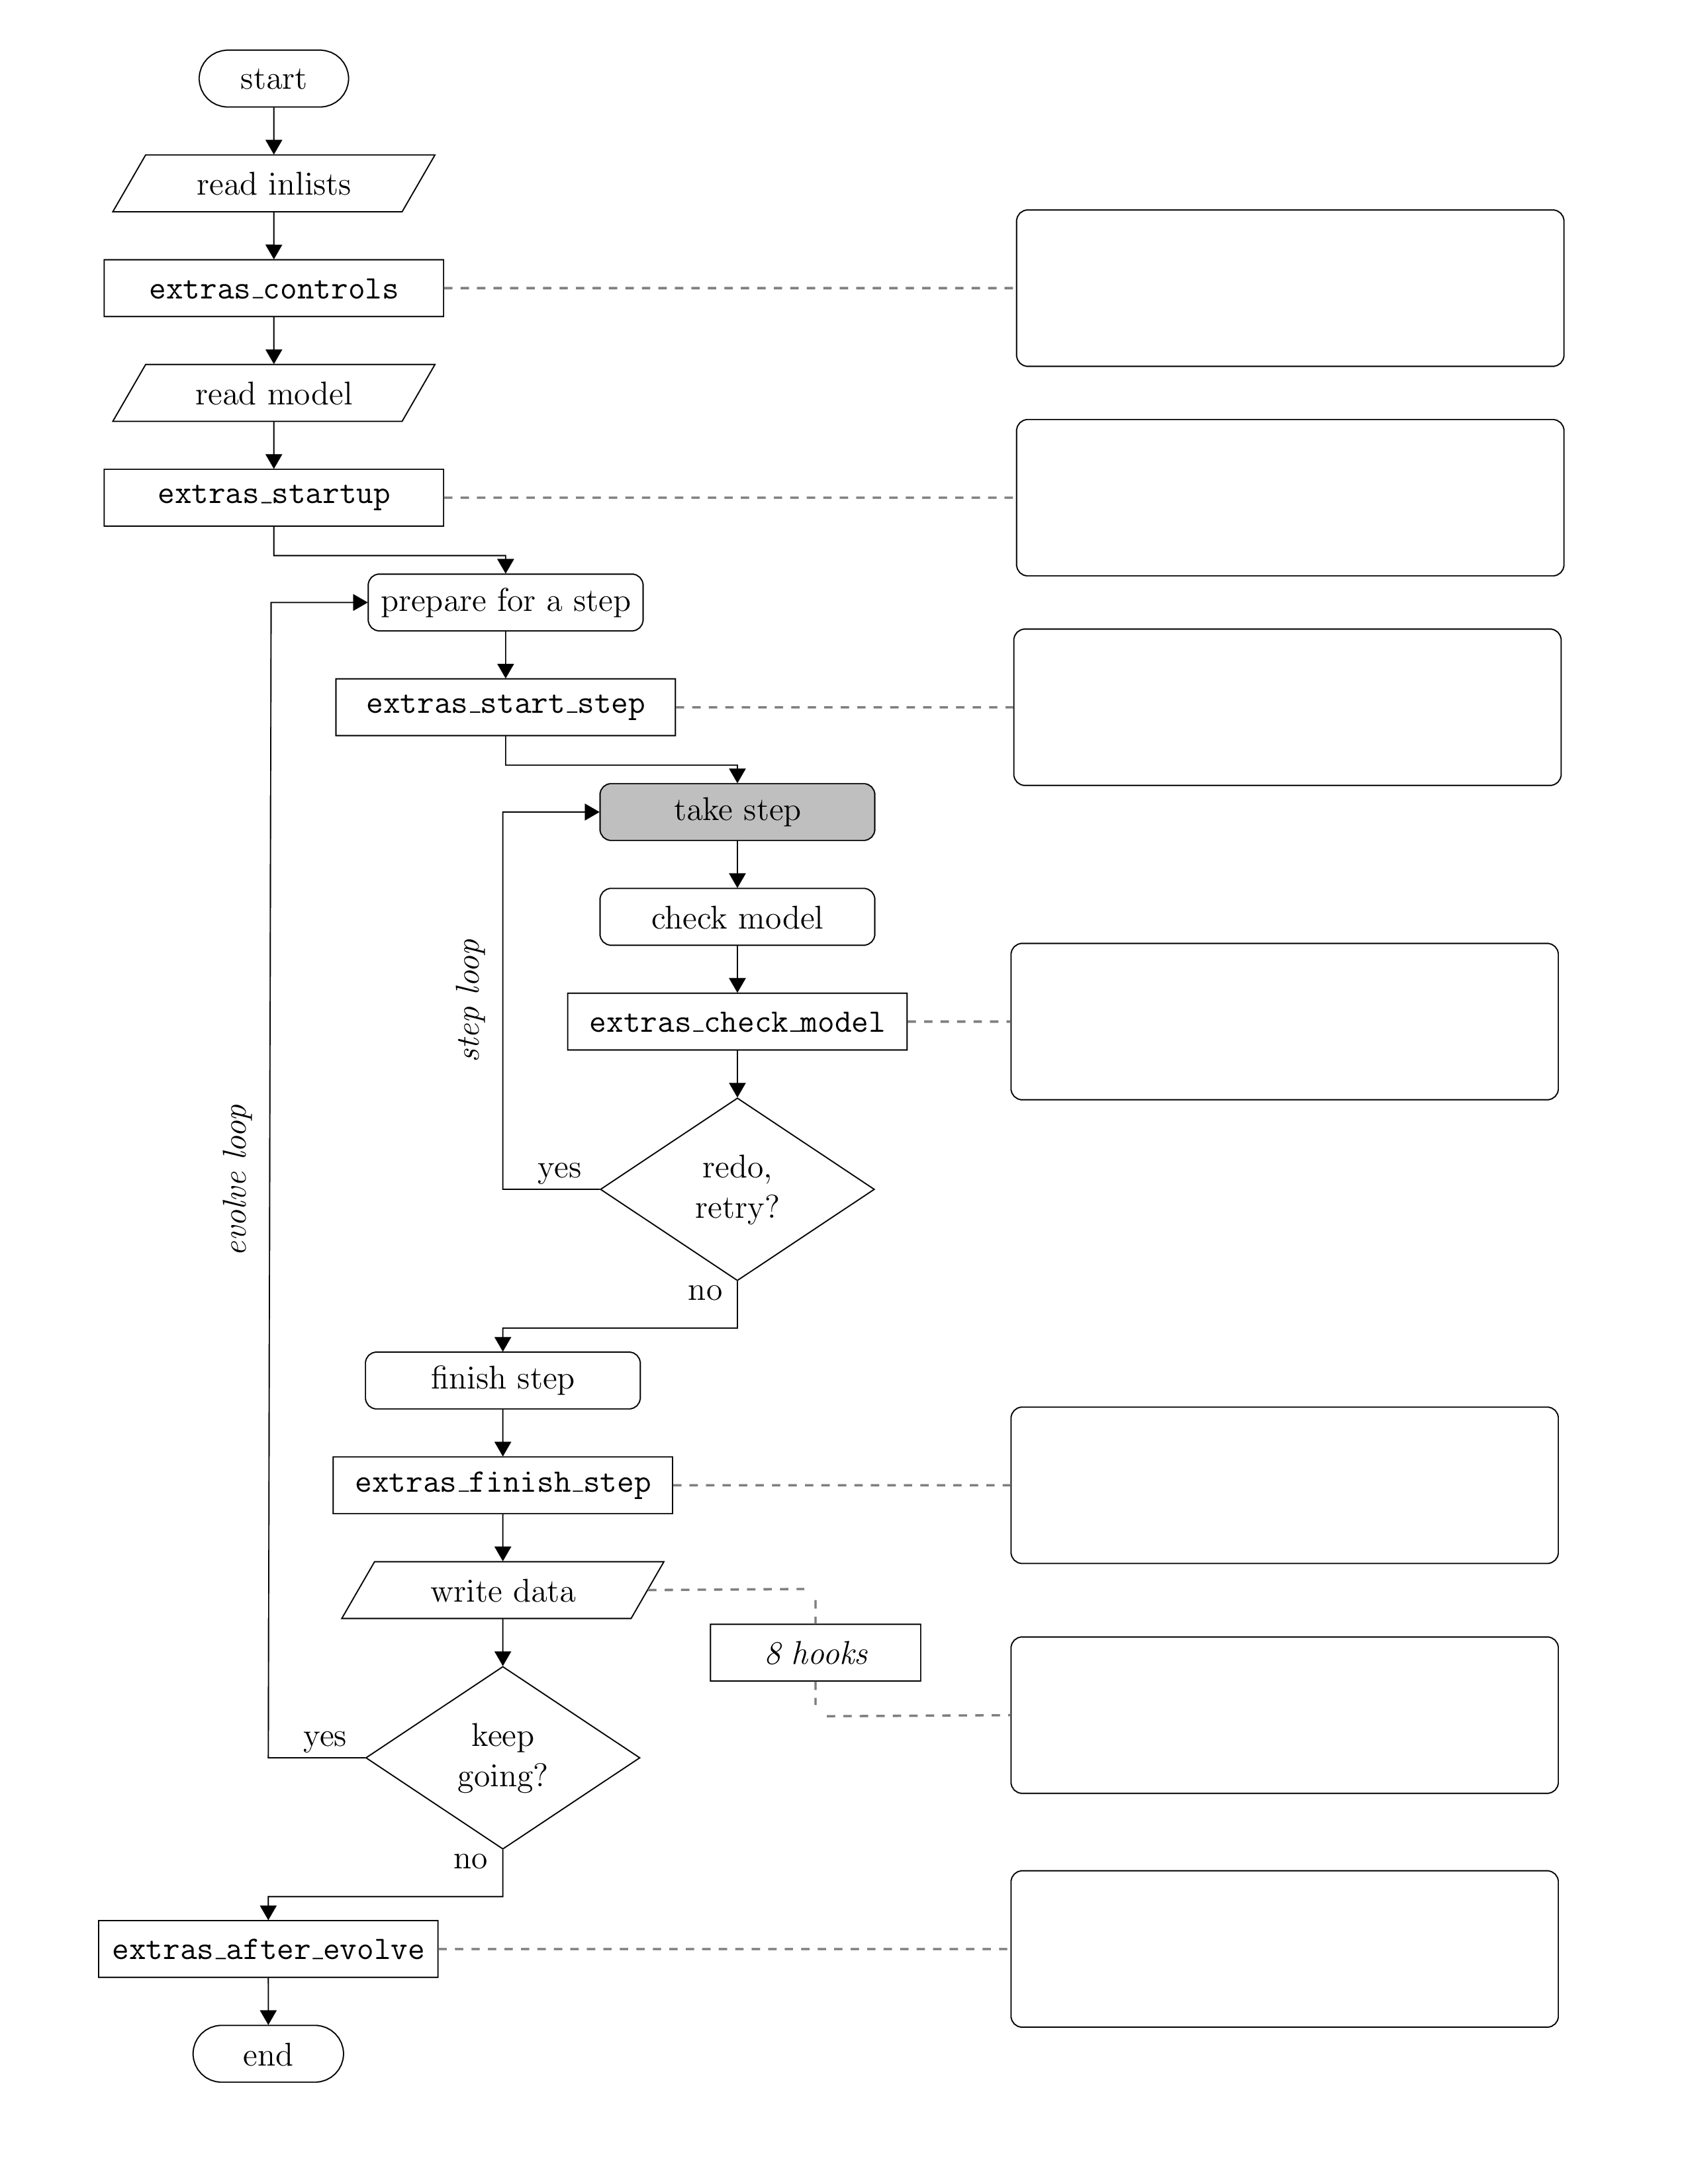 start
read inlists
extras_controls
read model
extras_startup
prepare for a step
extras_start_step
take step
check model
step loop
extras_check_model
evolve loop
yes
redo,
retry?
no
finish step
extras_finish_step
write data
8 hooks
yes
keep
going?
no
extras_after_evolve
end